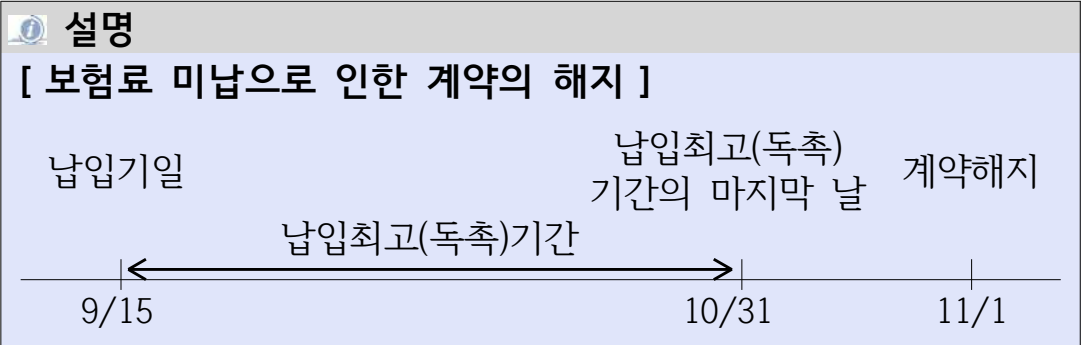 설명
[ 보험료 미납으로 인한 계약의 해지 ]
납입기일
납입최고(독촉)
기간의 마지막 날
계약해지
납입최고(독촉)기간
9/15
10/31
11/1